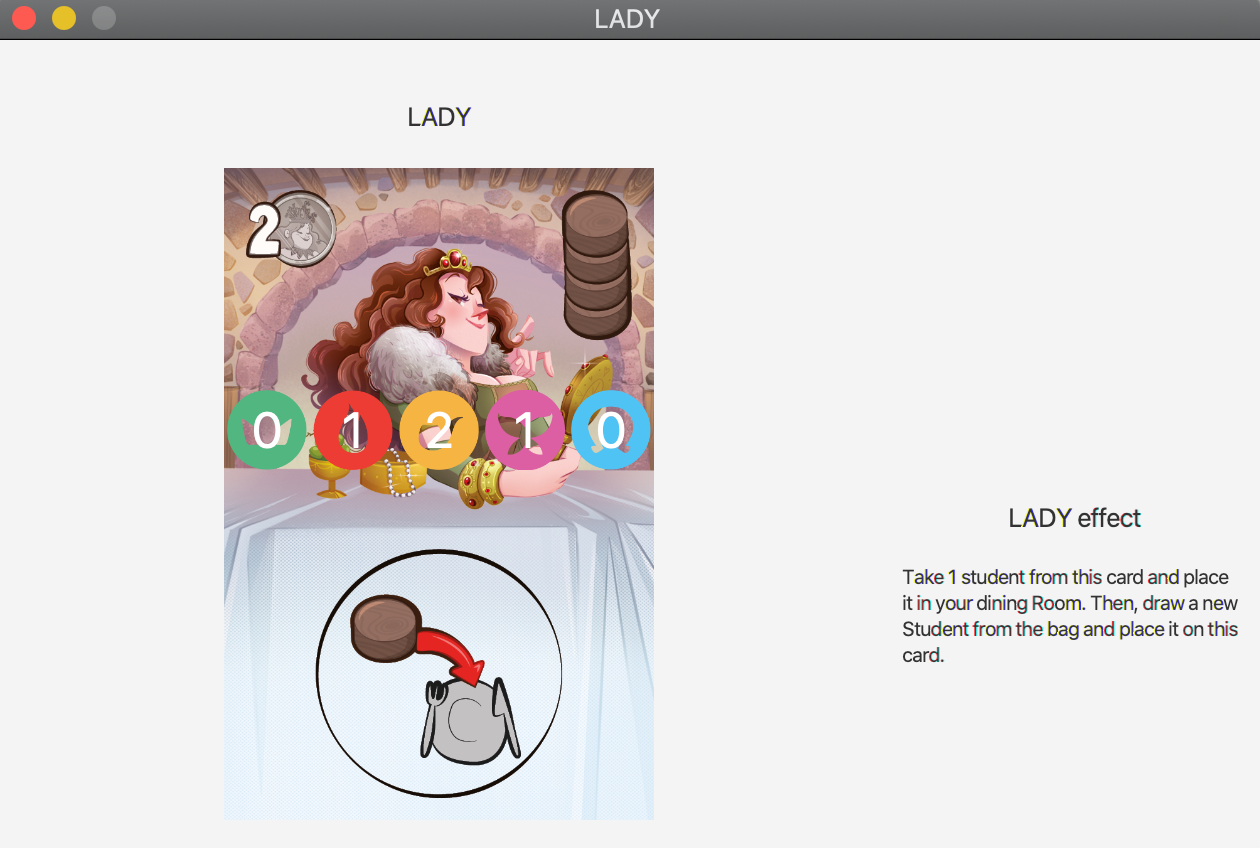 LADY
LADY
2
0 1 2 1 0
LADY effect
Take 1 student from this card and place
it in your dining Room. Then, draw a new
Student from the bag and place it on this
card.